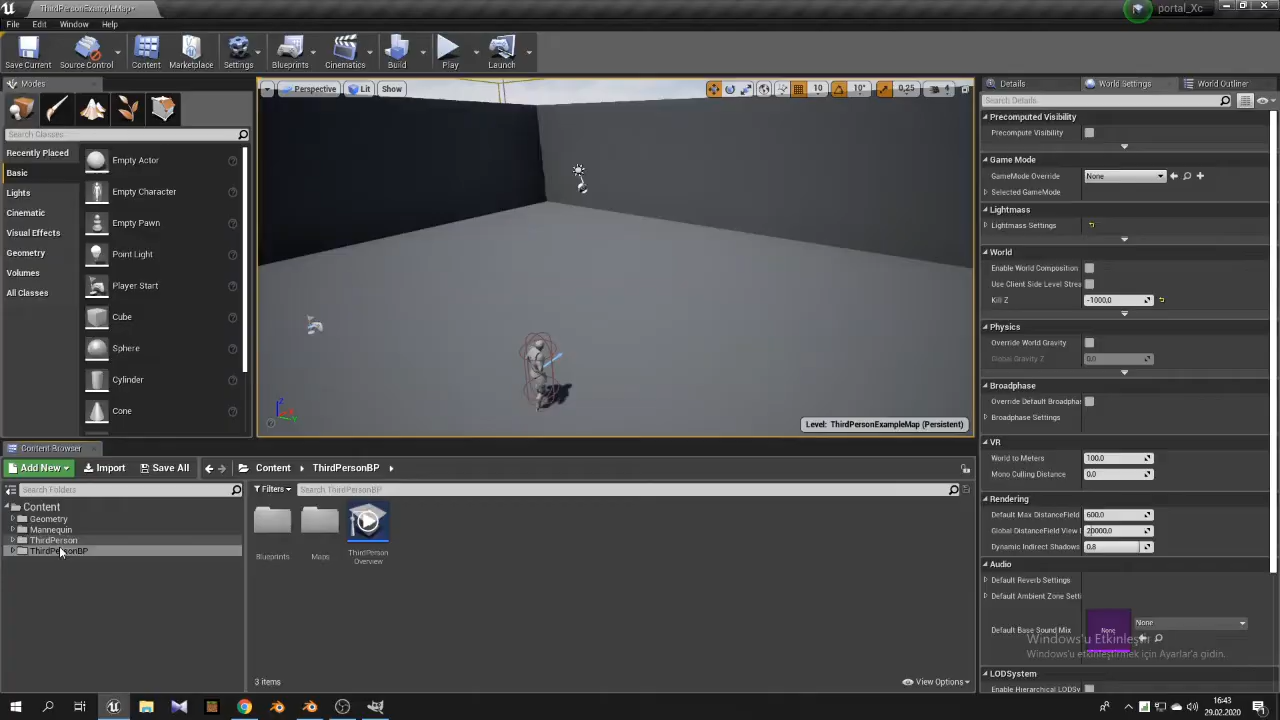 ThirdPersonExampleMap*
portal_Xc
File Edit Window Help
Save Current Source Control Content Marketplace Settings Blueprints Cinematics Build Play Launch
Modes
Search Classes
Recently Placed
Basic
Lights
Cinematic
Visual Effects
Geometry
Volumes
All Classes
Empty Actor
Empty Character
Empty Pawn
Point Light
Player Start
Cube
Sphere
Cylinder
Cone
Perspective Lit Show
10 10° 0,25 4
Level: ThirdPersonExampleMap (Persistent)
Details World Settings World Outliner
Search Details
Precomputed Visibility
Precompute Visibility
Game Mode
GameMode Override None
Selected GameMode
Lightmass
Lightmass Settings
World
Enable World Composition
Use Client Side Level Strea
Kill Z -1000,0
Physics
Override World Gravity
Global Gravity Z 0,0
Broadphase
Override Default Broadpha
Broadphase Settings
VR
World to Meters 100,0
Mono Culling Distance 0,0
Rendering
Default Max DistanceField 600,0
Global DistanceField View 20000,0
Dynamic Indirect Shadows 0,8
Audio
Default Reverb Settings
Default Ambient Zone Setti
Default Base Sound Mix None None
Windows'u Etkinleştir
Windows'u etkinleştirmek için Ayarlar'a gidin.
LODSystem
Enable Hierarchical LODSy
Content Browser
Add New Import Save All Content ThirdPersonBP
Search Folders
Filters Search ThirdPersonBP
Content
Geometry
Mannequin
ThirdPerson
ThirdPersonBP
Blueprints Maps ThirdPerson
Overview
3 items View Options
16:43
29.02.2020